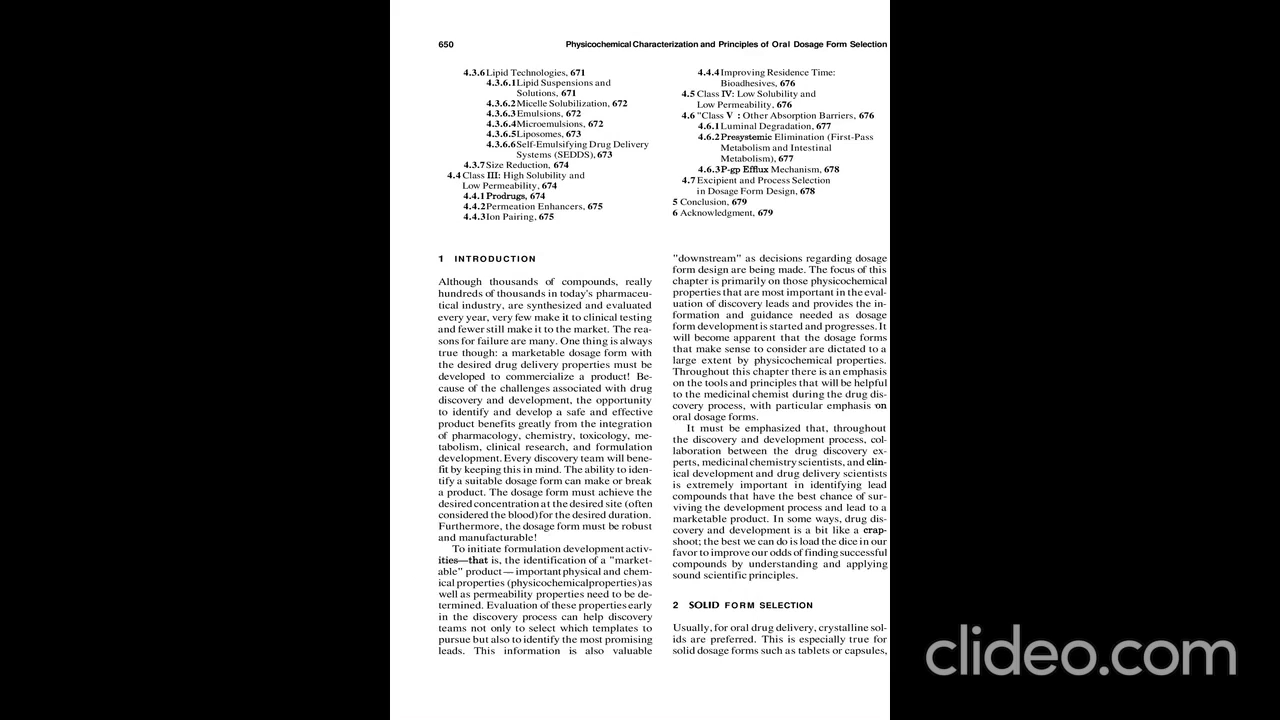 650
Physicochemical Characterization and Principles of Oral Dosage Form Selection
4.3.6 Lipid Technologies, 671
4.3.6.1 Lipid Suspensions and
Solutions, 671
4.3.6.2 Micelle Solubilization, 672
4.3.6.3 Emulsions, 672
4.3.6.4 Microemulsions, 672
4.3.6.5 Liposomes, 673
4.3.6.6 Self-Emulsifying Drug Delivery
Systems (SEDDS), 673
4.3.7 Size Reduction, 674
4.4 Class III: High Solubility and
Low Permeability, 674
4.4.1 Prodrugs, 674
4.4.2 Permeation Enhancers, 675
4.4.3 Ion Pairing, 675
4.4.4 Improving Residence Time:
Bioadhesives, 676
4.5 Class IV: Low Solubility and
Low Permeability, 676
4.6 "Class V : Other Absorption Barriers, 676
4.6.1 Luminal Degradation, 677
4.6.2 Presystemic Elimination (First-Pass
Metabolism and Intestinal
Metabolism), 677
4.6.3 P-gp Efflux Mechanism, 678
4.7 Excipient and Process Selection
in Dosage Form Design, 678
5 Conclusion, 679
6 Acknowledgment, 679
1 INTRODUCTION
Although thousands of compounds, really
hundreds of thousands in today's pharmaceu-
tical industry, are synthesized and evaluated
every year, very few make it to clinical testing
and fewer still make it to the market. The rea-
sons for failure are many. One thing is always
true though: a marketable dosage form with
the desired drug delivery properties must be
developed to commercialize a product! Be-
cause of the challenges associated with drug
discovery and development, the opportunity
to identify and develop a safe and effective
product benefits greatly from the integration
of pharmacology, chemistry, toxicology, me-
tabolism, clinical research, and formulation
development. Every discovery team will bene-
fit by keeping this in mind. The ability to iden-
tify a suitable dosage form can make or break
a product. The dosage form must achieve the
desired concentration at the desired site (often
considered the blood) for the desired duration.
Furthermore, the dosage form must be robust
and manufacturable!
To initiate formulation development activ-
ities—that is, the identification of a "market-
able" product—important physical and chem-
ical properties (physicochemical properties) as
well as permeability properties need to be de-
termined. Evaluation of these properties early
in the discovery process can help discovery
teams not only to select which templates to
pursue but also to identify the most promising
leads. This information is also valuable
"downstream" as decisions regarding dosage
form design are being made. The focus of this
chapter is primarily on those physicochemical
properties that are most important in the eval-
uation of discovery leads and provides the in-
formation and guidance needed as dosage
form development is started and progresses. It
will become apparent that the dosage forms
that make sense to consider are dictated to a
large extent by physicochemical properties.
Throughout this chapter there is an emphasis
on the tools and principles that will be helpful
to the medicinal chemist during the drug dis-
covery process, with particular emphasis on
oral dosage forms.
It must be emphasized that, throughout
the discovery and development process, col-
laboration between the drug discovery ex-
perts, medicinal chemistry scientists, and clin-
ical development and drug delivery scientists
is extremely important in identifying lead
compounds that have the best chance of sur-
viving the development process and lead to a
marketable product. In some ways, drug dis-
covery and development is a bit like a crap-
shoot; the best we can do is load the dice in our
favor to improve our odds of finding successful
compounds by understanding and applying
sound scientific principles.
2 SOLID FORM SELECTION
Usually, for oral drug delivery, crystalline sol-
ids are preferred. This is especially true for
solid dosage forms such as tablets or capsules,
clideo.com